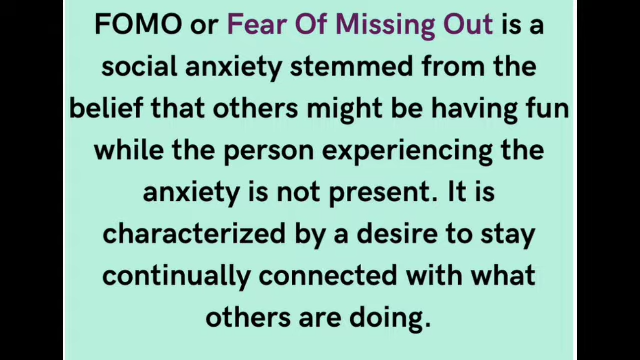 FOMO or Fear Of Missing Out is a
social anxiety stemmed from the
belief that others might be having fun
while the person experiencing the
anxiety is not present. It is
characterized by a desire to stay
continually connected with what
others are doing.